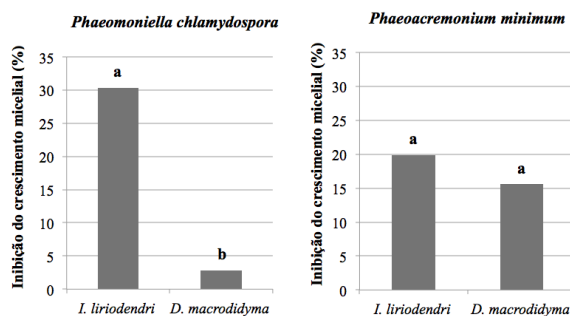 Phaeomoniella chlamydospora
Inibição do crescimento micelial (%)
35
30
25
20
15
10
5
0
a
b
I. liriodendri D. macrodidyma
Phaeoacremonium minimum
Inibição do crescimento micelial (%)
35
30
25
20
15
10
5
0
a
a
I. liriodendri D. macrodidyma